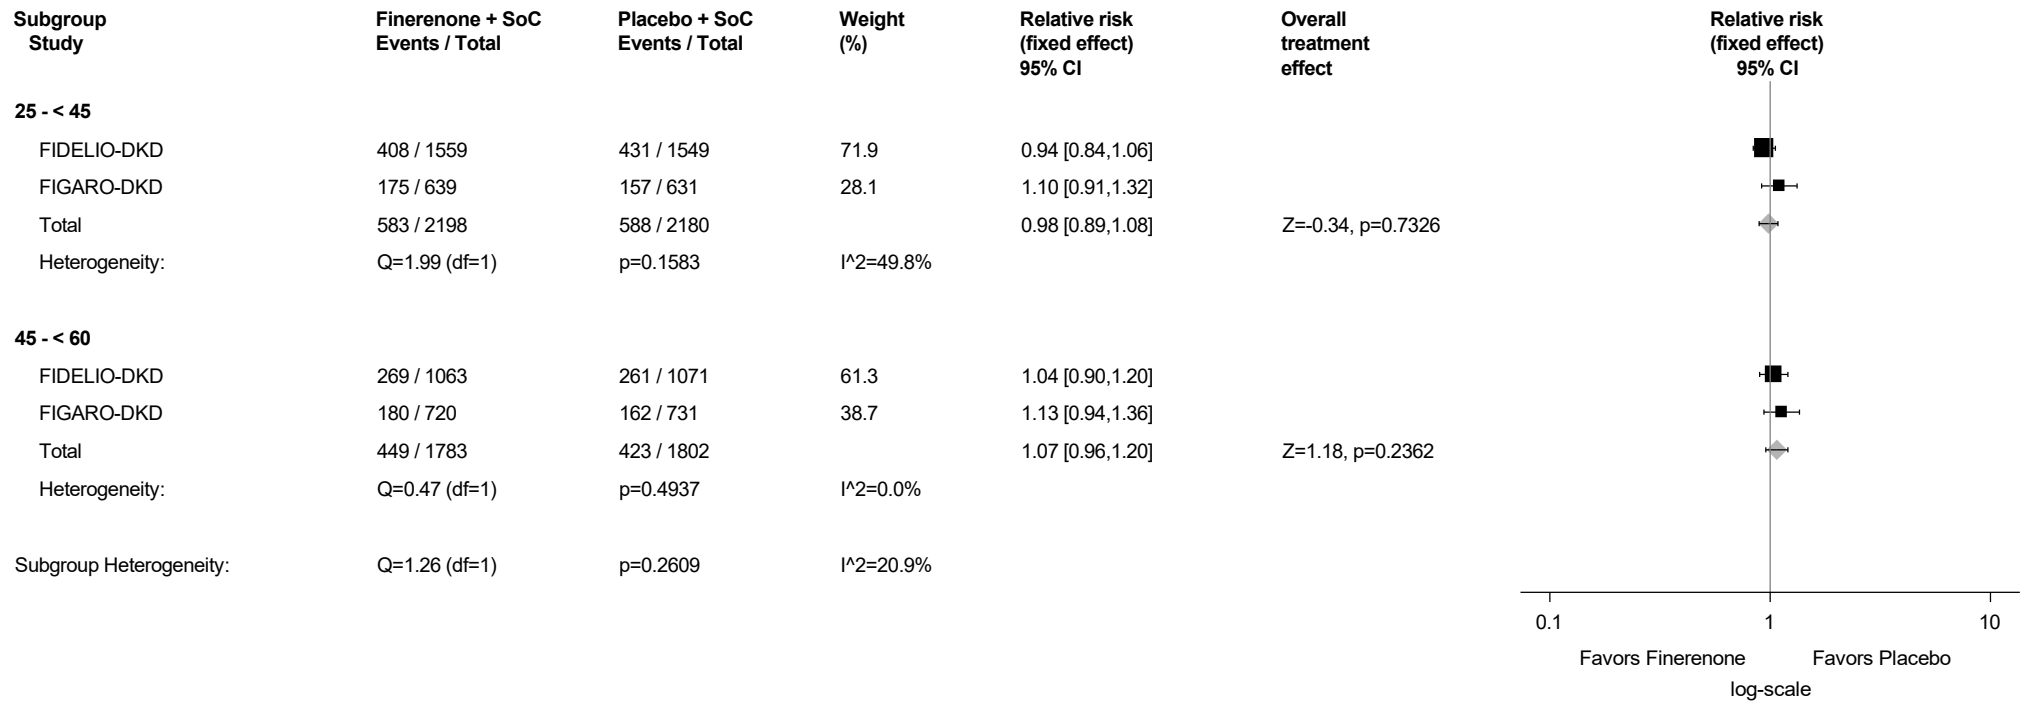 Subgroup Finerenone + SoC Placebo + SoC Weight Relative risk Overall Relative risk
Study Events / Total Events / Total (%) (fixed effect) treatment (fixed effect)
95% CI effect 95% CI
25 - < 45
FIDELIO-DKD 408 / 1559 431 / 1549 71.9 0.94 [0.84,1.06]
FIGARO-DKD 175 / 639 157 / 631 28.1 1.10 [0.91,1.32]
Total 583 / 2198 588 / 2180 0.98 [0.89,1.08] Z=-0.34, p=0.7326
Heterogeneity: Q=1.99 (df=1) p=0.1583 I^2=49.8%
45 - < 60
FIDELIO-DKD 269 / 1063 261 / 1071 61.3 1.04 [0.90,1.20]
FIGARO-DKD 180 / 720 162 / 731 38.7 1.13 [0.94,1.36]
Total 449 / 1783 423 / 1802 1.07 [0.96,1.20] Z=1.18, p=0.2362
Heterogeneity: Q=0.47 (df=1) p=0.4937 I^2=0.0%
Subgroup Heterogeneity: Q=1.26 (df=1) p=0.2609 I^2=20.9%
0.1 1 10
Favors Finerenone Favors Placebo
log-scale